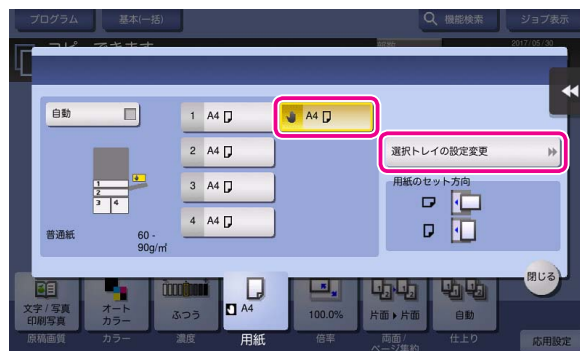 プログラム 基本(一括) 機能検索 ジョブ表示
コピーできます 2017/05/30
自動
1 A4
A4
2 A4
3 A4
4 A4
選択トレイの設定変更
用紙のセット方向
1
2
3 4
普通紙 60-
90g/㎡
閉じる
文字/写真
印刷写真
オート
カラー
ふつう
A4
100.0%
片面 片面
自動
原稿画質 カラー 濃度 用紙 倍率 両面/
ページ集約
仕上り 応用設定